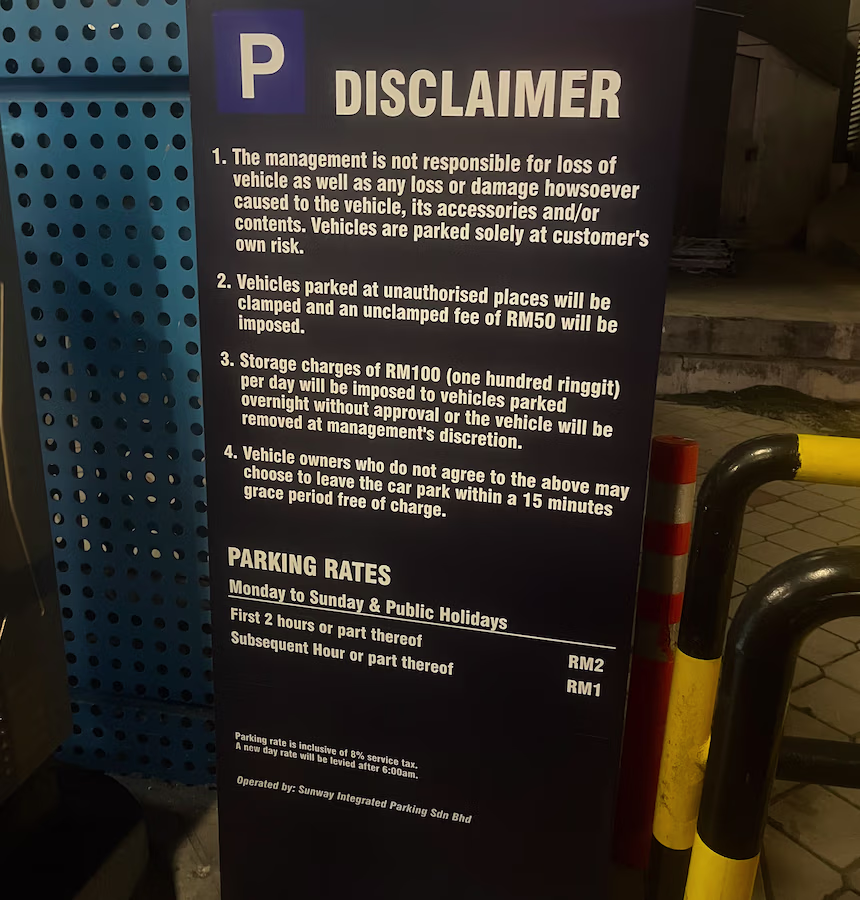 P
DISCLAIMER
1. The management is not responsible for loss of
vehicle as well as any loss or damage howsoever
caused to the vehicle, its accessories and/or
contents. Vehicles are parked solely at customer's
own risk.
2. Vehicles parked at unauthorised places will be
clamped and an unclamped fee of RM50 will be
imposed.
3. Storage charges of RM100 (one hundred ringgit)
per day will be imposed to vehicles parked
overnight without approval or the vehicle will be
removed at management's discretion.
4. Vehicle owners who do not agree to the above may
choose to leave the car park within a 15 minutes
grace period free of charge.
PARKING RATES
Monday to Sunday & Public Holidays
First 2 hours or part thereof RM2
Subsequent Hour or part thereof RM1
Parking rate is inclusive of 8% service tax.
A new day rate will be levied after 6:00am.
Operated by: Sunway Integrated Parking Sdn Bhd